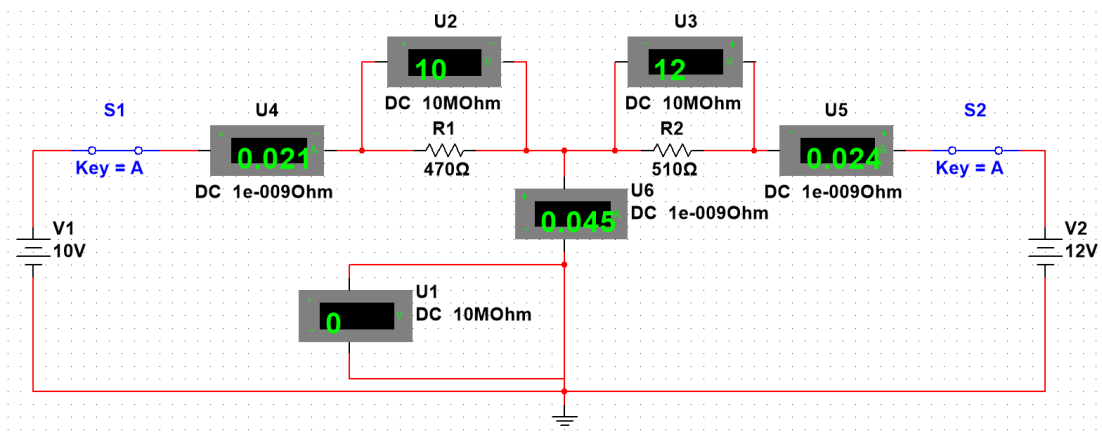 U2
U3
10
12
DC 10MOhm
DC 10MOhm
S1
U4
R1
R2
U5
S2
0.021
0.024
Key = A
470Ω
510Ω
Key = A
DC 1e-009Ohm
DC 1e-009Ohm
U6
0.045
DC 1e-009Ohm
V1
10V
V2
12V
U1
0
DC 10MOhm